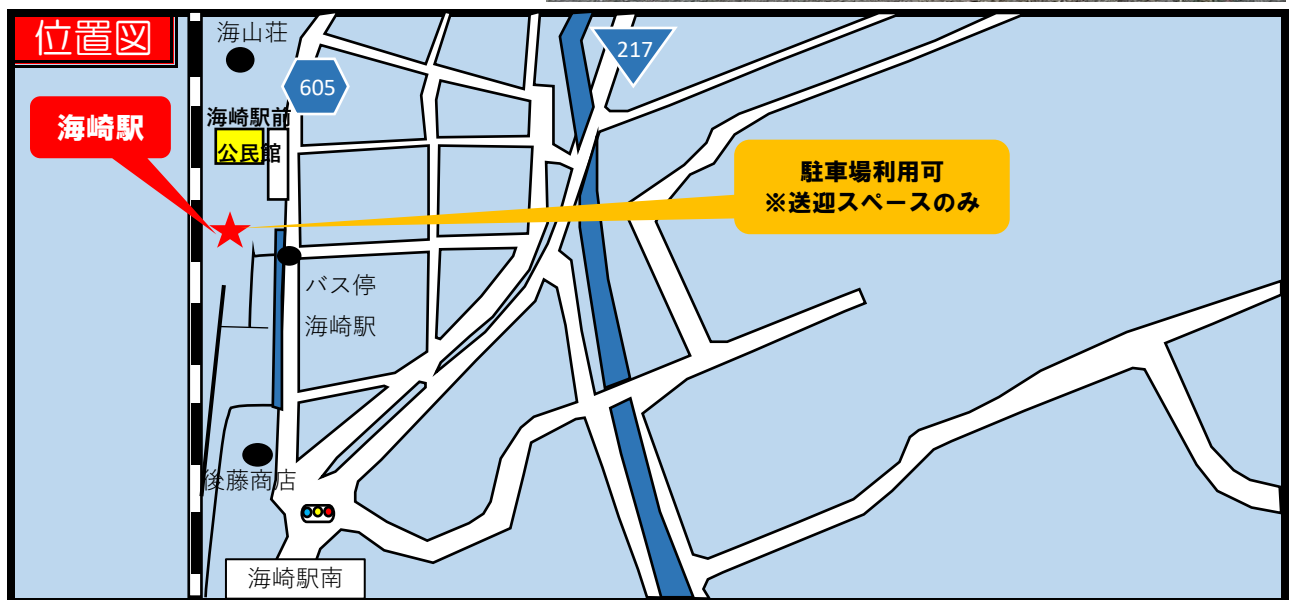 位置図
海山荘
217
605
海崎駅前
海崎駅
公民館
駐車場利用可
※送迎スペースのみ
バス停
海崎駅
後藤商店
海崎駅南